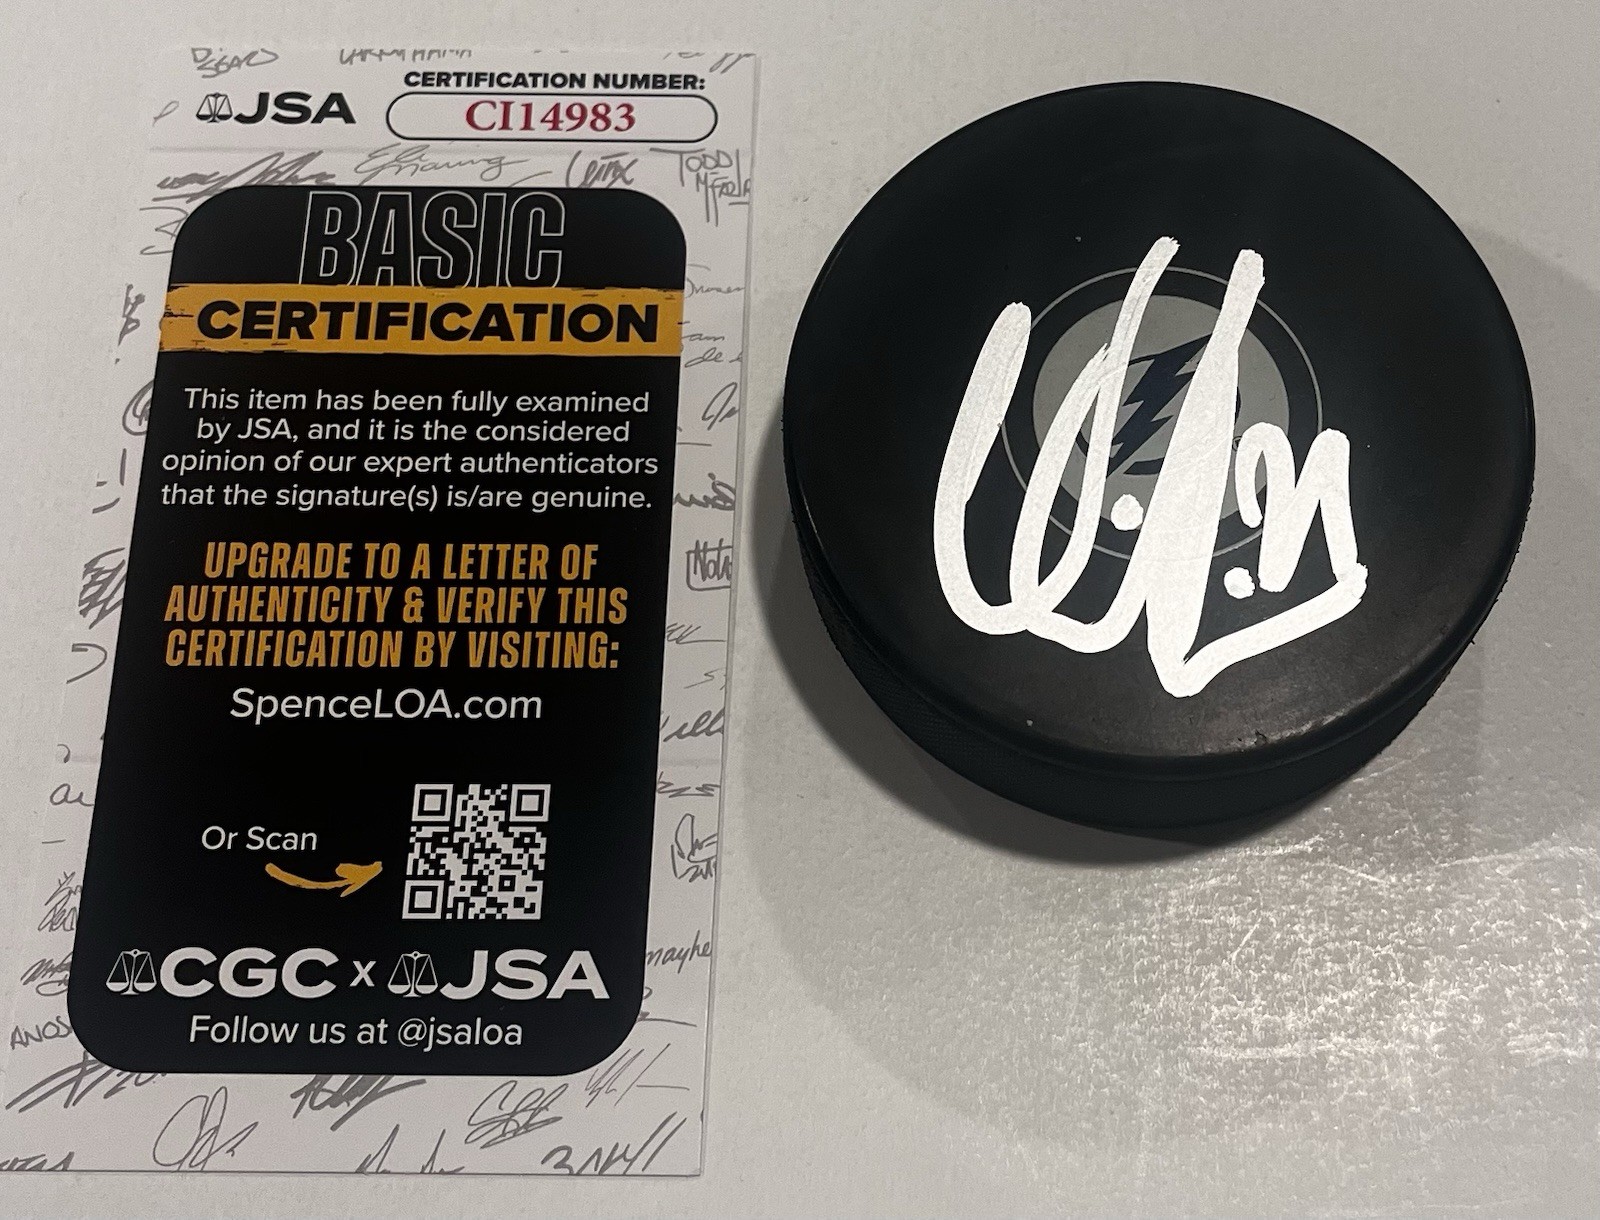 JSA
CERTIFICATION NUMBER:
CI14983
BASIC
CERTIFICATION
This item has been fully examined
by JSA, and it is the considered
opinion of our expert authenticators
that the signature(s) is/are genuine.
UPGRADE TO A LETTER OF
AUTHENTICITY & VERIFY THIS
CERTIFICATION BY VISITING:
SpenceLOA.com
Or Scan
CGC x JSA
Follow us at @jsaloa